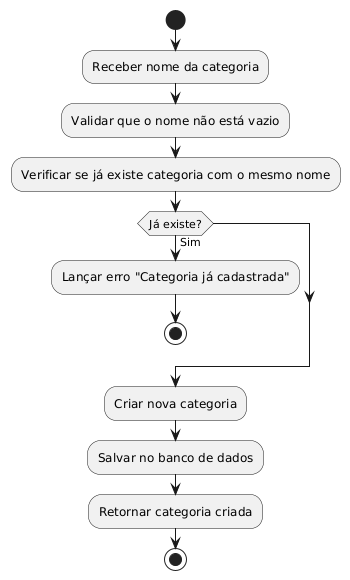 Receber nome da categoria
Validar que o nome não está vazio
Verificar se já existe categoria com o mesmo nome
Já existe?
Sim
Lançar erro "Categoria já cadastrada"
Criar nova categoria
Salvar no banco de dados
Retornar categoria criada